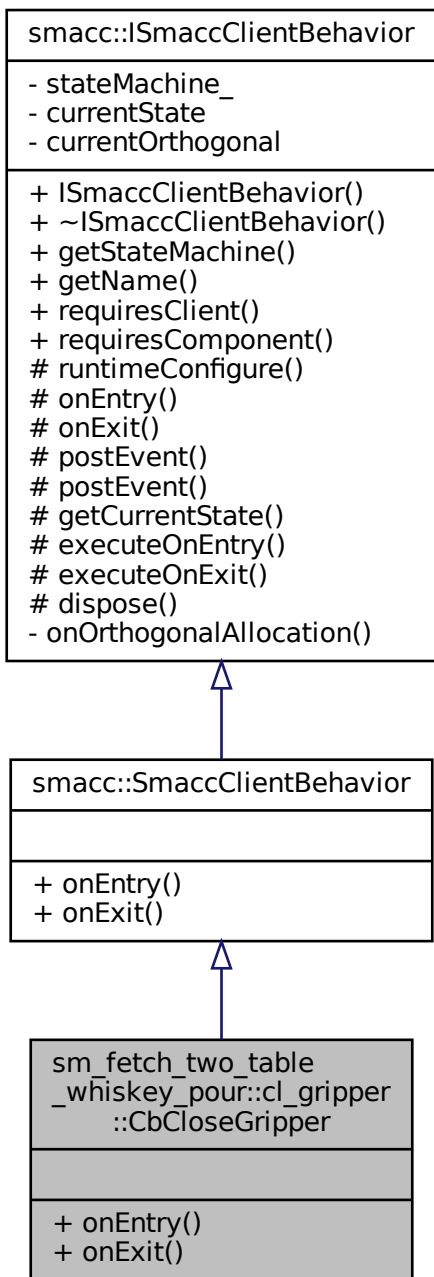 smacc::ISmaccClientBehavior
- stateMachine_
- currentState
- currentOrthogonal
+ ISmaccClientBehavior()
+ ~ISmaccClientBehavior()
+ getStateMachine()
+ getName()
+ requiresClient()
+ requiresComponent()
# runtimeConfigure()
# onEntry()
# onExit()
# postEvent()
# postEvent()
# getCurrentState()
# executeOnEntry()
# executeOnExit()
# dispose()
- onOrthogonalAllocation()
smacc::SmaccClientBehavior
+ onEntry()
+ onExit()
sm_fetch_two_table
_whiskey_pour::cl_gripper
::CbCloseGripper
+ onEntry()
+ onExit()